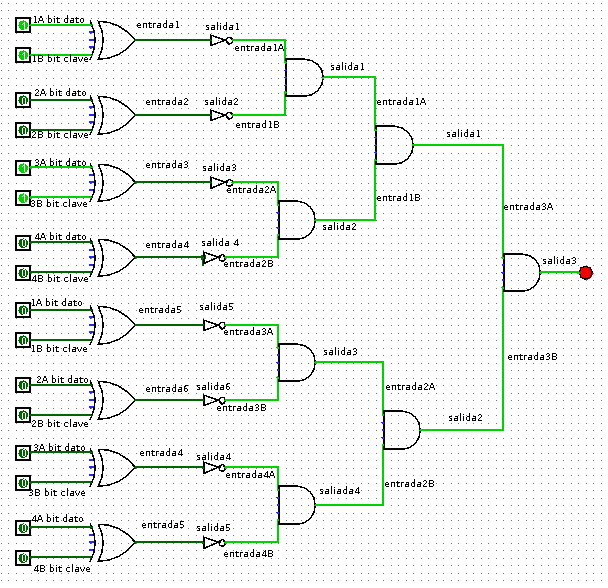 1A bit dato entrada1 salida1
1 entrada1A
1B bit clave salida1
1
2A bit dato entrada2 salida2 entrada1A
0
2B bit clave entrad1B salida1
0
3A bit dato entrada3 salida3
1 entrada2A entrad1B
3B bit clave entrada3A
1 salida2
4A bit dato entrada4 salida 4
0 entrada2B salida3
4B bit clave
0
1A bit dato entrada5 salida5
0 entrada3A
1B bit clave salida3 entrada3B
0
2A bit dato entrada6 salida6 entrada2A
0 entrada3B
2B bit clave salida2
0
3A bit dato entrada4 salida4
0 entrada4A
3B bit clave saliada4 entrada2B
0
4A bit dato entrada5 salida5
0 entrada4B
4B bit clave
0